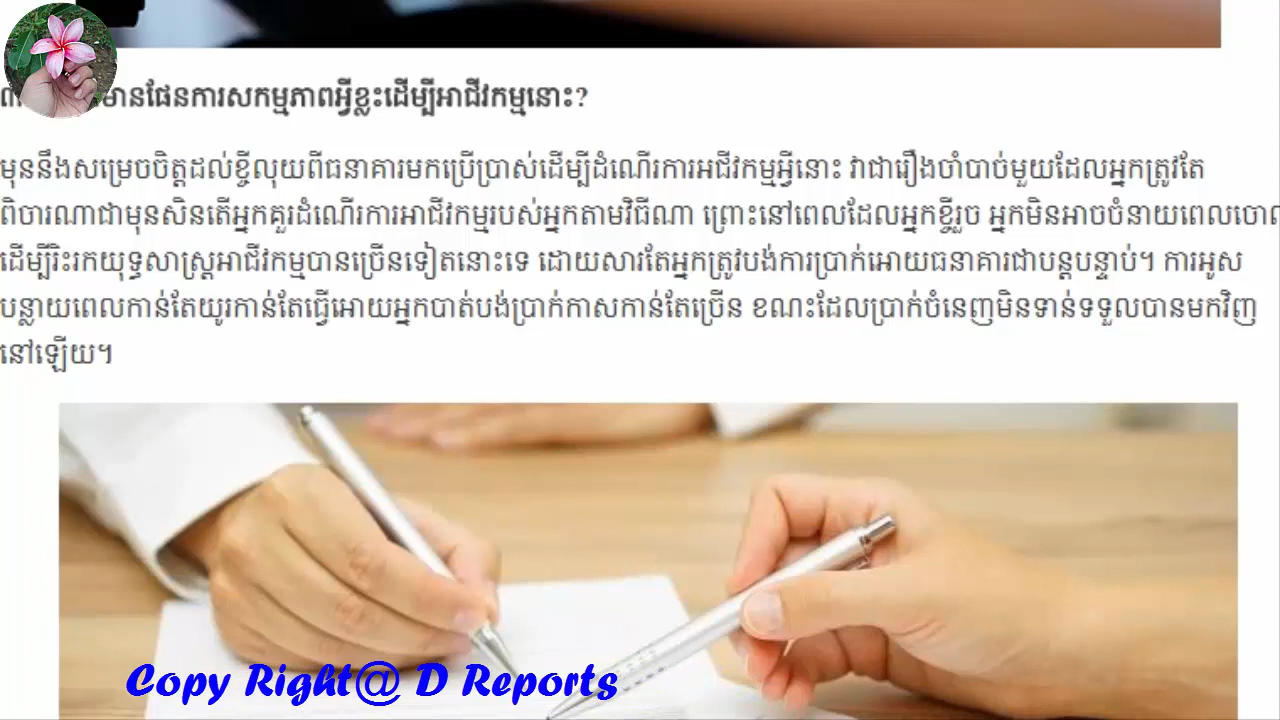 មានផែនការសកម្មភាពអ្វីខ្លះដើម្បីអាជីវកម្មនោះ?
មុននឹងសម្រេចចិត្តដល់ខ្ចីលុយពីធនាគារមកប្រើប្រាស់ដើម្បីដំណើរការអជីវកម្មអ្វីនោះ វាជារឿងចាំបាច់មួយដែលអ្នកត្រូវតែ
ពិចារណាជាមុនសិនតើអ្នកគួរដំណើរការអាជីវកម្មរបស់អ្នកតាមវិធីណា ព្រោះនៅពេលដែលអ្នកខ្ចីរួច អ្នកមិនអាចចំនាយពេលចោល
ដើម្បីរិះរកយុទ្ធសាស្ត្រអាជីវកម្មបានច្រើនទៀតនោះទេ ដោយសារតែអ្នកត្រូវបង់ការប្រាក់អោយធនាគារជាបន្តបន្ទាប់។ ការអូស
បន្លាយពេលកាន់តែយូរកាន់តែធ្វើអោយអ្នកបាត់បង់ប្រាក់កាសកាន់តែច្រើន ខណះដែលប្រាក់ចំនេញមិនទាន់ទទួលបានមកវិញ
នៅឡើយ។
Copy Right@ D Reports